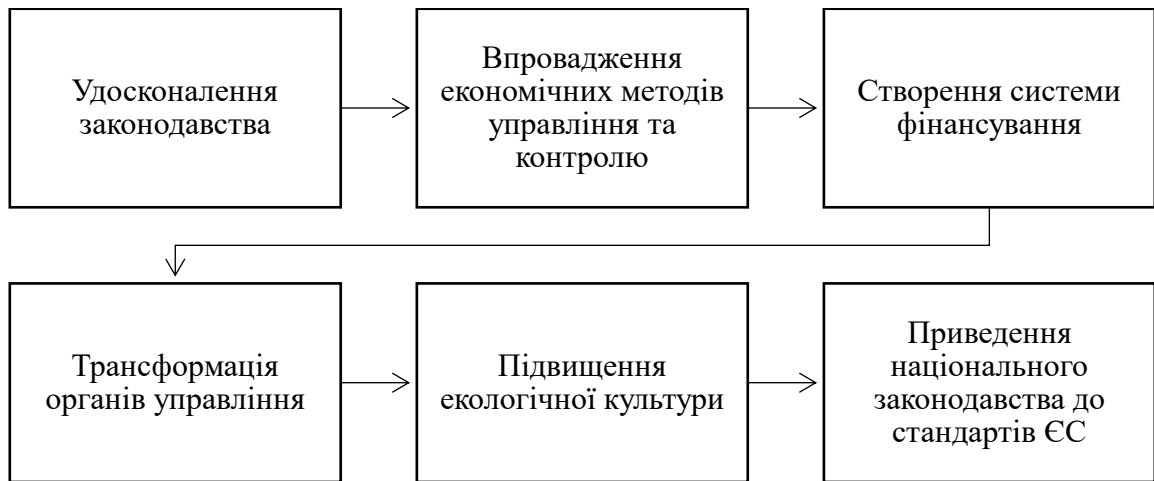 Удосконалення
законодавства
Впровадження
економічних методів
управління та
контролю
Створення системи
фінансування
Трансформація
органів управління
Підвищення
екологічної культури
Приведення
національного
законодавства до
стандартів ЄС